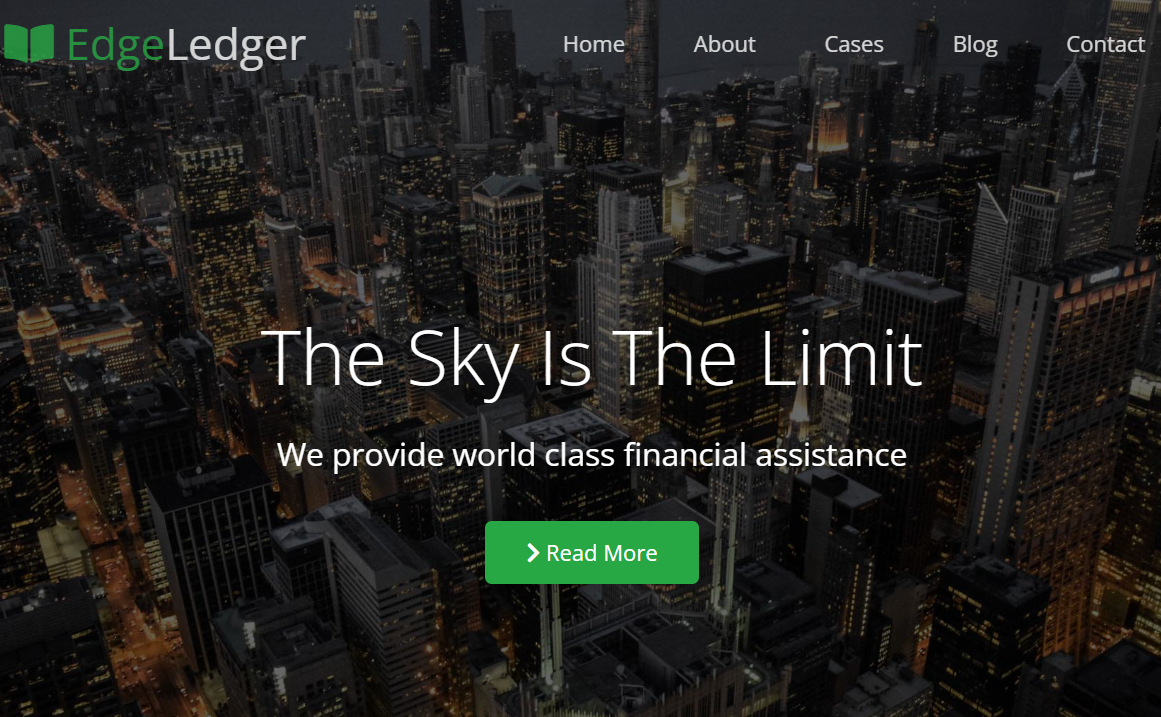 EdgeLedger
Home About Cases Blog Contact
The Sky Is The Limit
We provide world class financial assistance
Read More